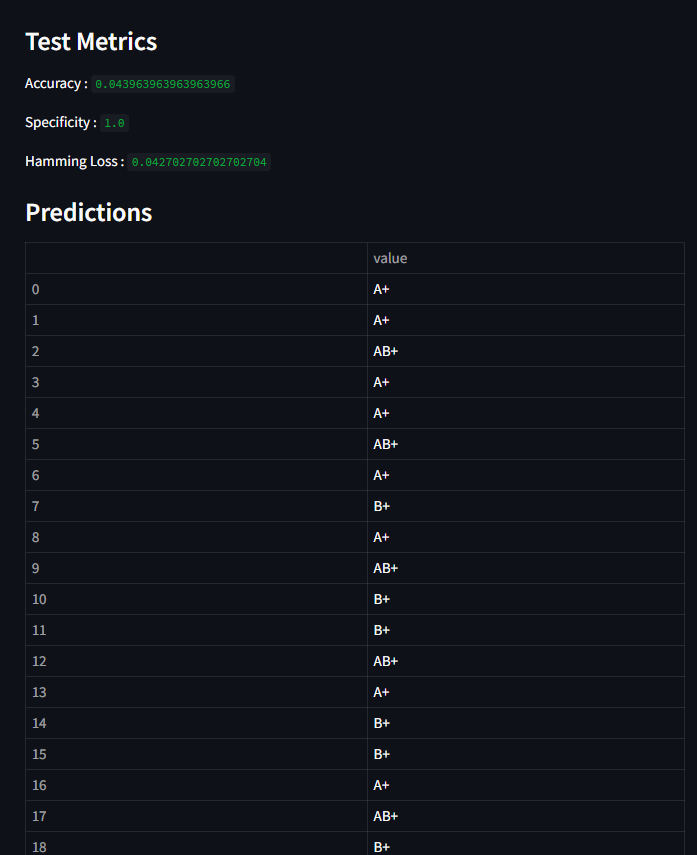 Test Metrics
Accuracy : 0.043963963963963966
Specificity : 1.0
Hamming Loss : 0.042702702702702704
Predictions
value
0 A+
1 A+
2 AB+
3 A+
4 A+
5 AB+
6 A+
7 B+
8 A+
9 AB+
10 B+
11 B+
12 AB+
13 A+
14 B+
15 B+
16 A+
17 AB+
18 B+